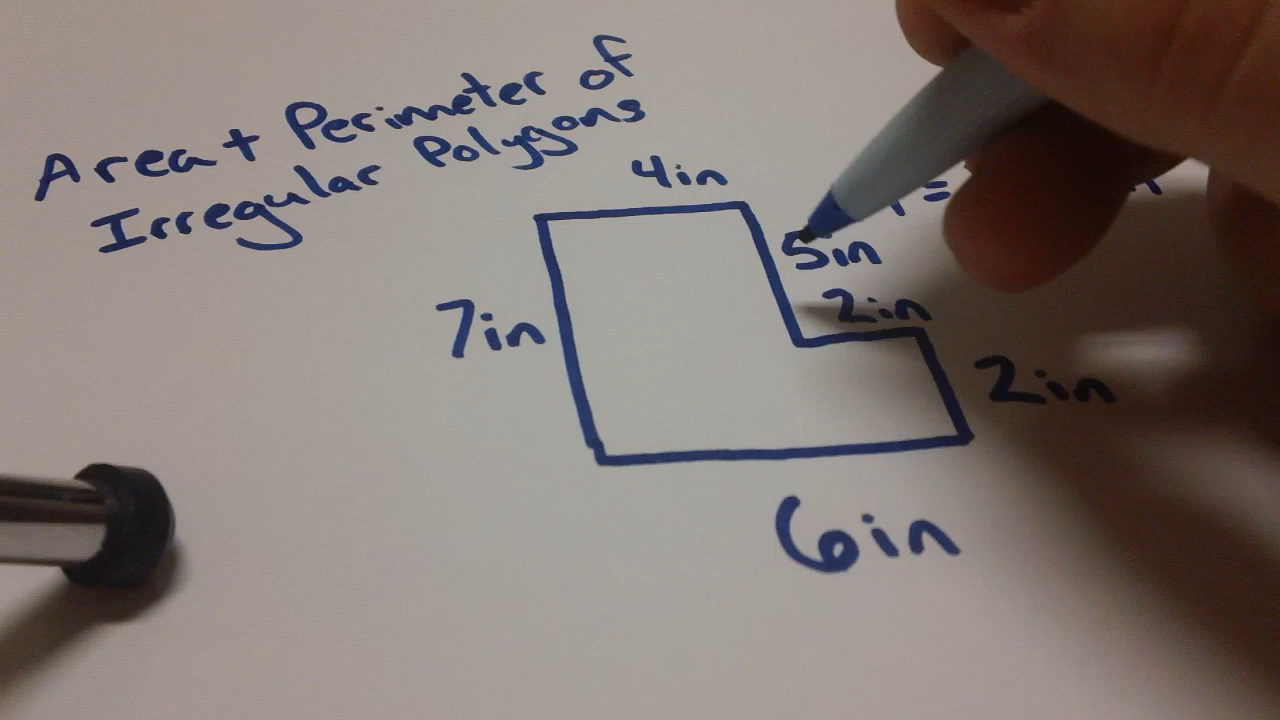 Area + Perimeter of
Irregular Polygons
4in
5in
2in
7in
2in
6in